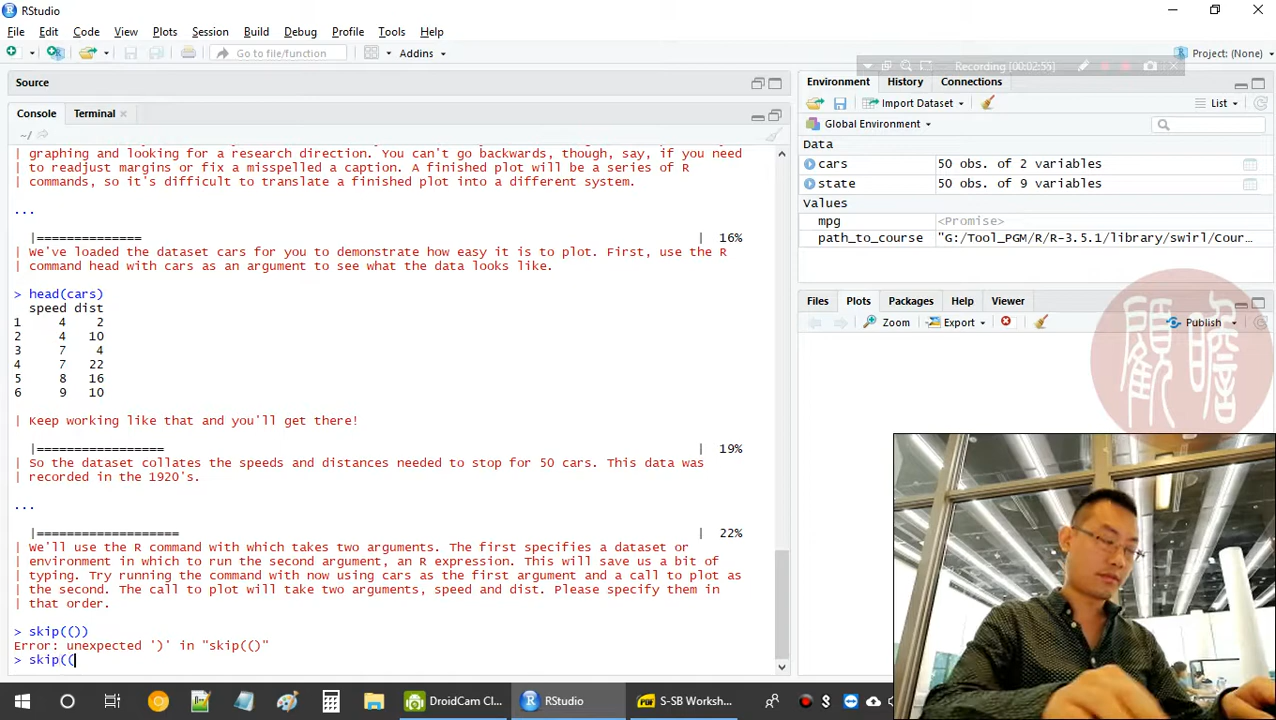 RStudio
File Edit Code View Plots Session Build Debug Profile Tools Help
Go to file/function Addins Project: (None)
Recording [00:02:55]
Source
Console Terminal
~/
graphing and looking for a research direction. You can't go backwards, though, say, if you need
| to readjust margins or fix a misspelled a caption. A finished plot will be a series of R
| commands, so it's difficult to translate a finished plot into a different system.
...
|============== | 16%
| We've loaded the dataset cars for you to demonstrate how easy it is to plot. First, use the R
| command head with cars as an argument to see what the data looks like.
> head(cars)
speed dist
1 4 2
2 4 10
3 7 4
4 7 22
5 8 16
6 9 10
| Keep working like that and you'll get there!
|================= | 19%
| So the dataset collates the speeds and distances needed to stop for 50 cars. This data was
| recorded in the 1920's.
...
|=================== | 22%
| We'll use the R command with which takes two arguments. The first specifies a dataset or
| environment in which to run the second argument, an R expression. This will save us a bit of
| typing. Try running the command with now using cars as the first argument and a call to plot as
| the second. The call to plot will take two arguments, speed and dist. Please specify them in
| that order.
> skip(())
Error: unexpected ')' in "skip(()"
> skip((
Environment History Connections
Import Dataset List
Global Environment
Data
cars 50 obs. of 2 variables
state 50 obs. of 9 variables
Values
mpg <Promise>
path_to_course "G:/Tool_PGM/R/R-3.5.1/library/swirl/Cour…
Files Plots Packages Help Viewer
Zoom Export Publish
顧瞻
DroidCam Cl... RStudio S-SB Worksh...